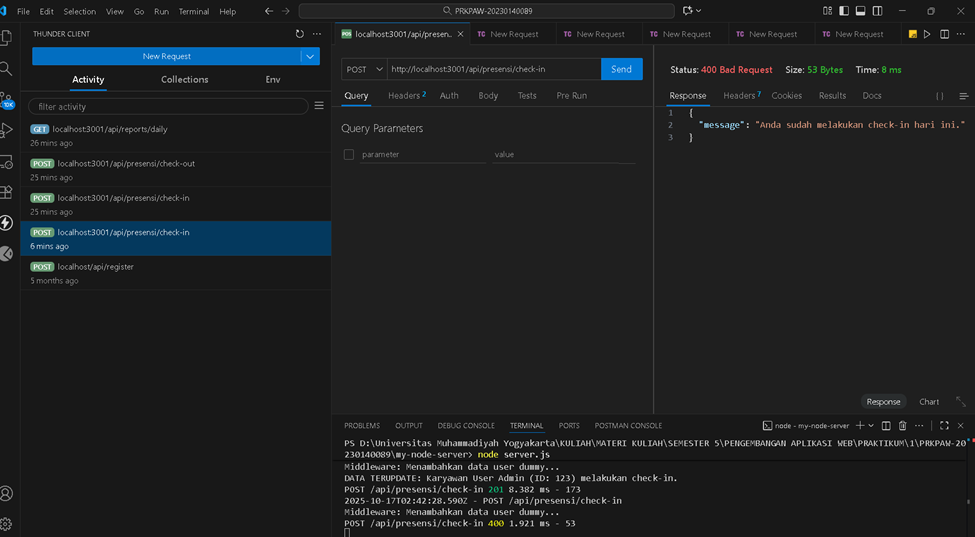 File Edit Selection View Go Run Terminal Help PRKPAW-20230140089
THUNDER CLIENT
New Request
Activity Collections Env
filter activity
GET localhost:3001/api/reports/daily
26 mins ago
POST localhost:3001/api/presensi/check-out
25 mins ago
POST localhost:3001/api/presensi/check-in
25 mins ago
POST localhost:3001/api/presensi/check-in
6 mins ago
POST localhost/api/register
5 months ago
POS localhost:3001/api/presen... TC New Request TC New Request TC New Request TC New Request TC New Request
POST http://localhost:3001/api/presensi/check-in Send
Query Headers 2 Auth Body Tests Pre Run
Query Parameters
parameter value
Status: 400 Bad Request Size: 53 Bytes Time: 8 ms
Response Headers 7 Cookies Results Docs { }
1 {
2 "message": "Anda sudah melakukan check-in hari ini."
3 }
Response Chart
PROBLEMS OUTPUT DEBUG CONSOLE TERMINAL PORTS POSTMAN CONSOLE node - my-node-server
PS D:\Universitas Muhammadiyah Yogyakarta\KULIAH\MATERI KULIAH\SEMESTER 5\PENGEMBANGAN APLIKASI WEB\PRAKTIKUM\1\PRKPAW-20
230140089\my-node-server> node server.js
Middleware: Menambahkan data user dummy...
DATA TERUPDATE: Karyawan User Admin (ID: 123) melakukan check-in.
POST /api/presensi/check-in 201 8.382 ms - 173
2025-10-17T02:42:28.590Z - POST /api/presensi/check-in
Middleware: Menambahkan data user dummy...
POST /api/presensi/check-in 400 1.921 ms - 53